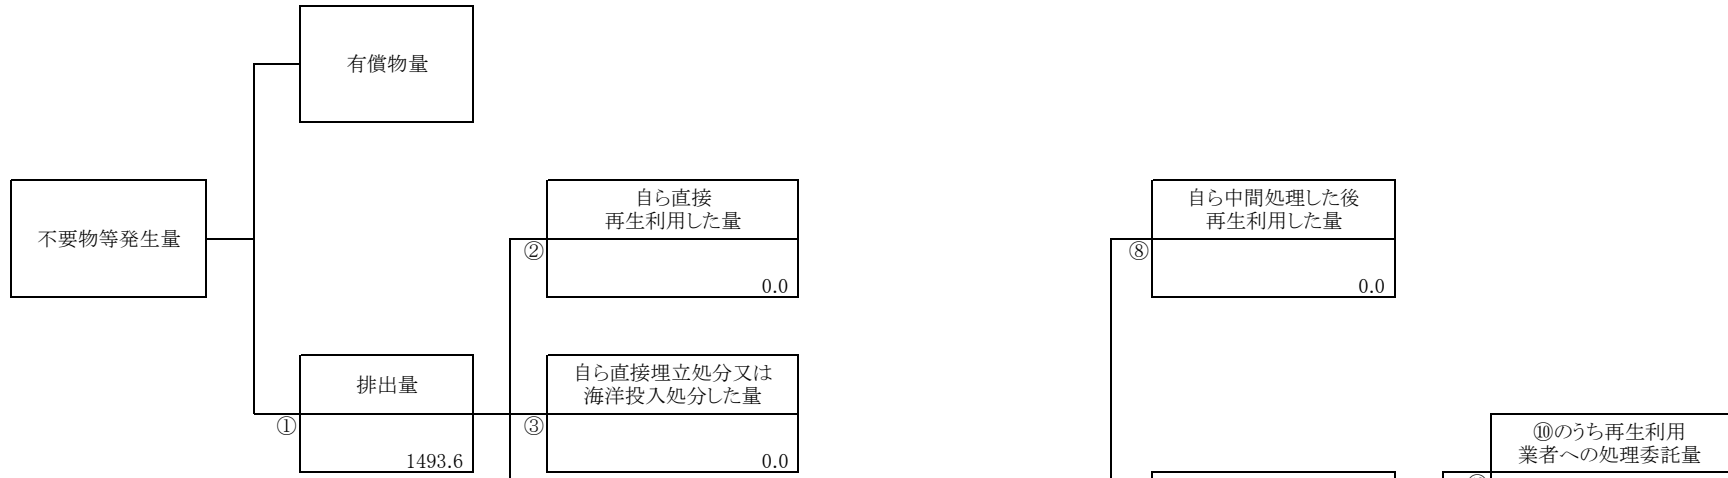 有償物量
不要物等発生量
自ら直接
再生利用した量
②
0.0
自ら中間処理した後
再生利用した量
⑧
0.0
排出量
①
1493.6
自ら直接埋立処分又は
海洋投入処分した量
③
0.0
⑩のうち再生利用
業者への処理委託量